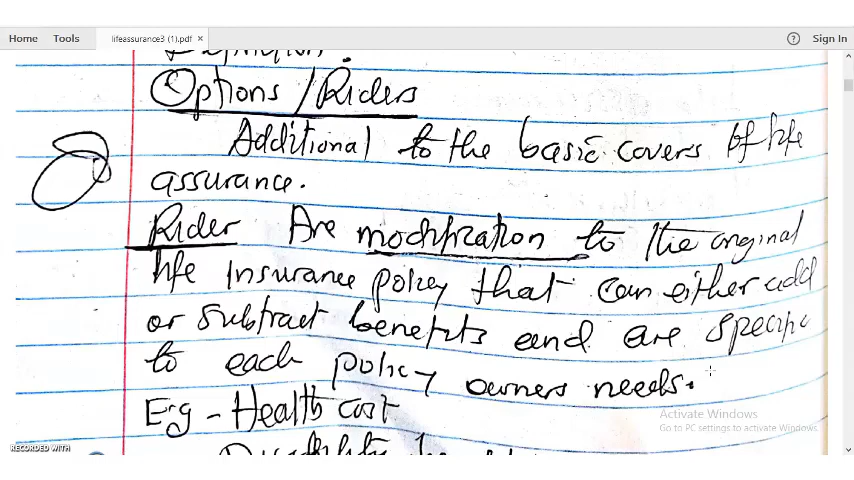 Home Tools lifeassurance3 (1).pdf × ? Sign In
Definition.
Options / Riders
Additional to the basic covers of life
assurance.
Rider Are modification to the original
life insurance policy that can either add
or subtract benefits and are specific
to each policy owners needs.
E.g - Health cost
Activate Windows
Go to PC settings to activate Windows.
RECORDED WITH